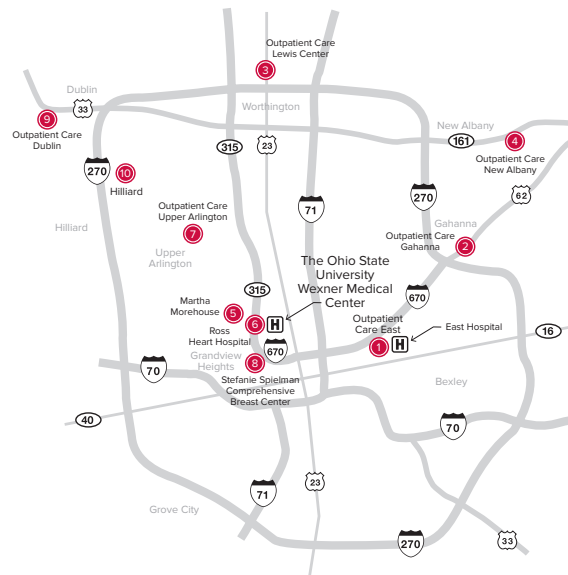 Outpatient Care
Lewis Center
3
Dublin
33
Worthington
9
Outpatient Care
Dublin
New Albany
161
4
Outpatient Care
New Albany
315
23
270
10
Hilliard
62
270
71
Outpatient Care
Upper Arlington
7
Hilliard
Upper
Arlington
Gahanna
Outpatient Care
Gahanna
2
The Ohio State
University
Wexner Medical
Center
315
670
Martha
Morehouse
5
6
H
Ross
Heart Hospital
670
Outpatient
Care East
1
H
East Hospital
16
Grandview
Heights
8
Stefanie Spielman
Comprehensive
Breast Center
70
Bexley
40
70
71
23
Grove City
270
33